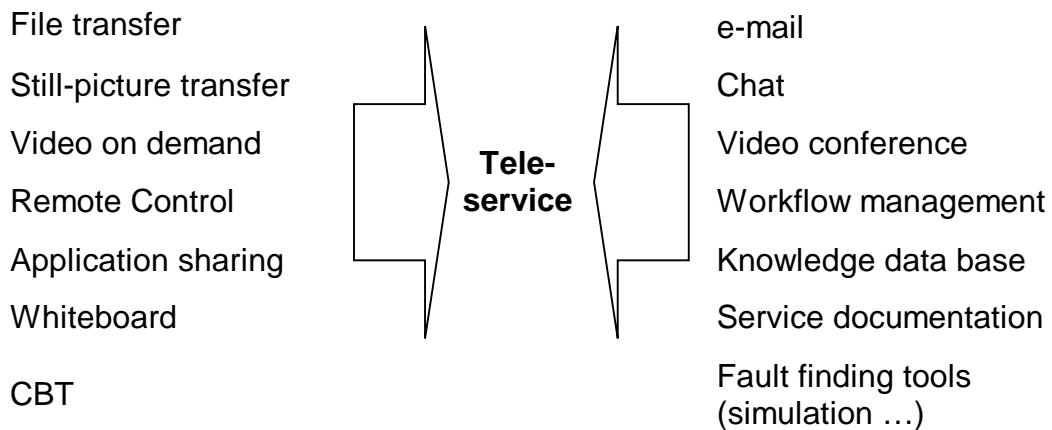 File transfer
Still-picture transfer
Video on demand
Remote Control
Application sharing
Whiteboard
CBT
Tele-
service
e-mail
Chat
Video conference
Workflow management
Knowledge data base
Service documentation
Fault finding tools
(simulation …)